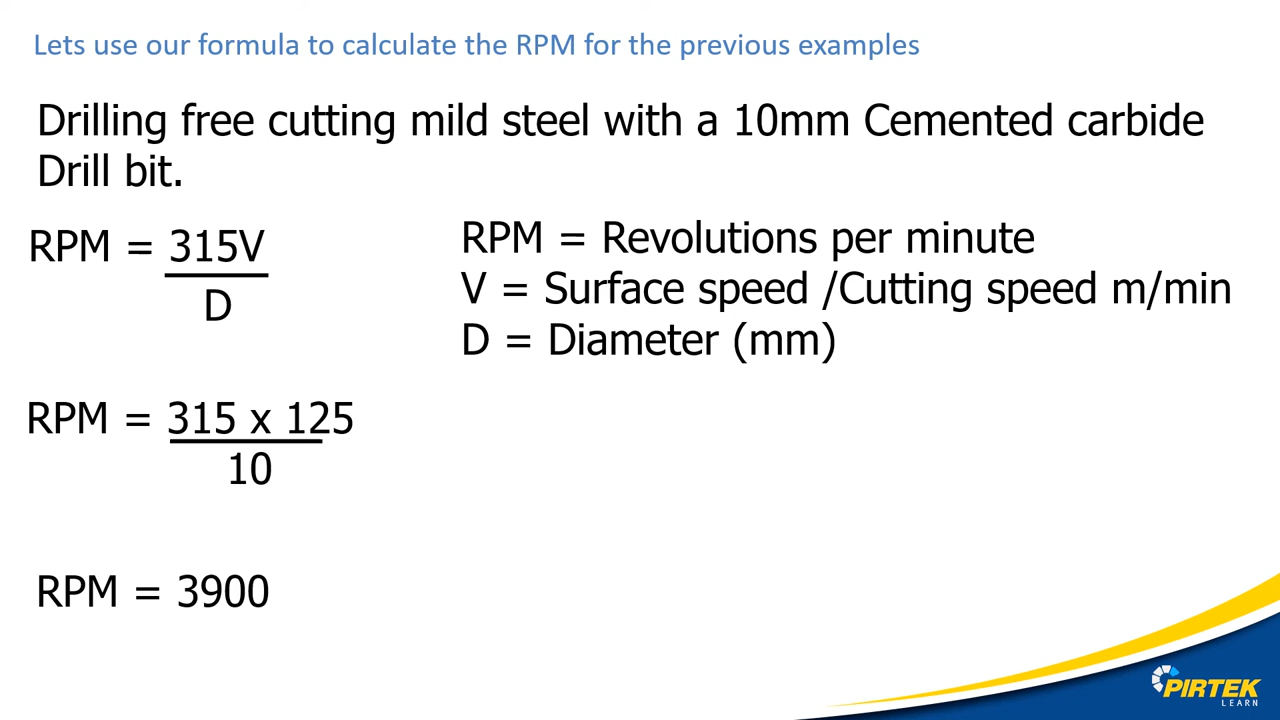 Lets use our formula to calculate the RPM for the previous examples
Drilling free cutting mild steel with a 10mm Cemented carbide
Drill bit.
RPM = 315V
D
RPM = Revolutions per minute
V = Surface speed /Cutting speed m/min
D = Diameter (mm)
RPM = 315 x 125
10
RPM = 3900
PIRTEK
LEARN